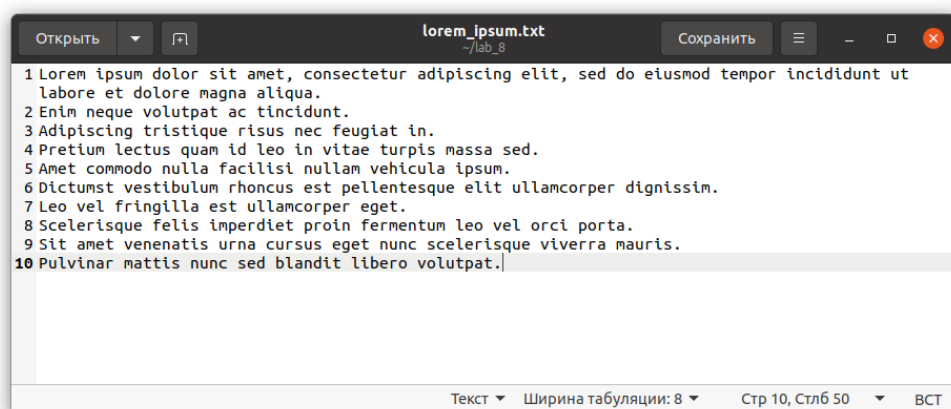 Открыть
lorem_ipsum.txt
~/lab_8
Сохранить
1 Lorem ipsum dolor sit amet, consectetur adipiscing elit, sed do eiusmod tempor incididunt ut
labore et dolore magna aliqua.
2 Enim neque volutpat ac tincidunt.
3 Adipiscing tristique risus nec feugiat in.
4 Pretium lectus quam id leo in vitae turpis massa sed.
5 Amet commodo nulla facilisi nullam vehicula ipsum.
6 Dictumst vestibulum rhoncus est pellentesque elit ullamcorper dignissim.
7 Leo vel fringilla est ullamcorper eget.
8 Scelerisque felis imperdiet proin fermentum leo vel orci porta.
9 Sit amet venenatis urna cursus eget nunc scelerisque viverra mauris.
10 Pulvinar mattis nunc sed blandit libero volutpat.
Текст Ширина табуляции: 8 Стр 10, Стлб 50 ВСТ